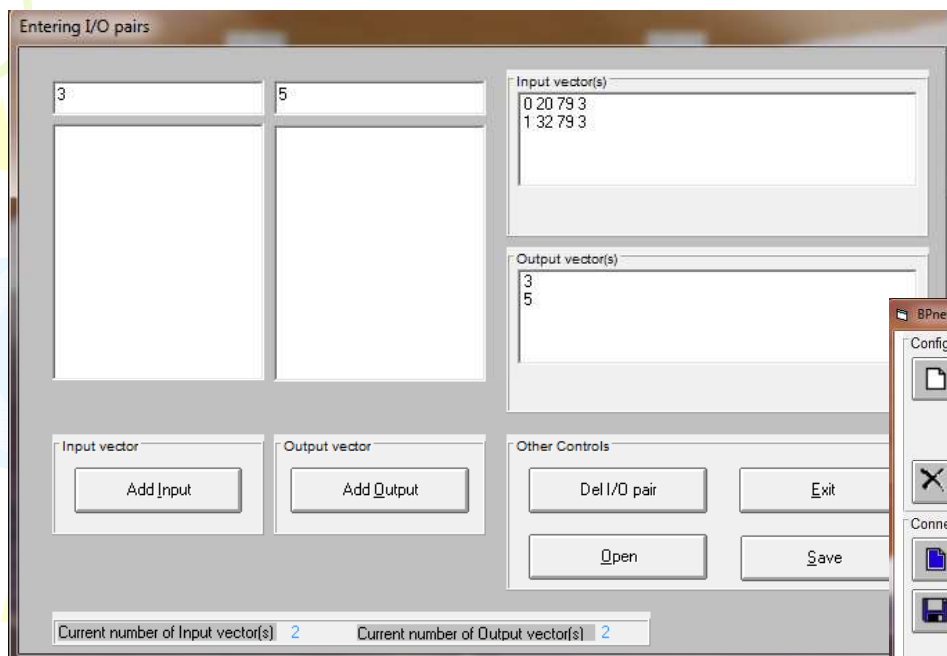 Entering I/O pairs
3
5
Input vector(s)
0 20 79 3
1 32 79 3
Output vector(s)
3
5
BPne
Config
Input vector
Output vector
Other Controls
Add Input
Add Output
Del I/O pair
Exit
Conne
Open
Save
Current number of Input vector(s) 2
Current number of Output vector(s) 2